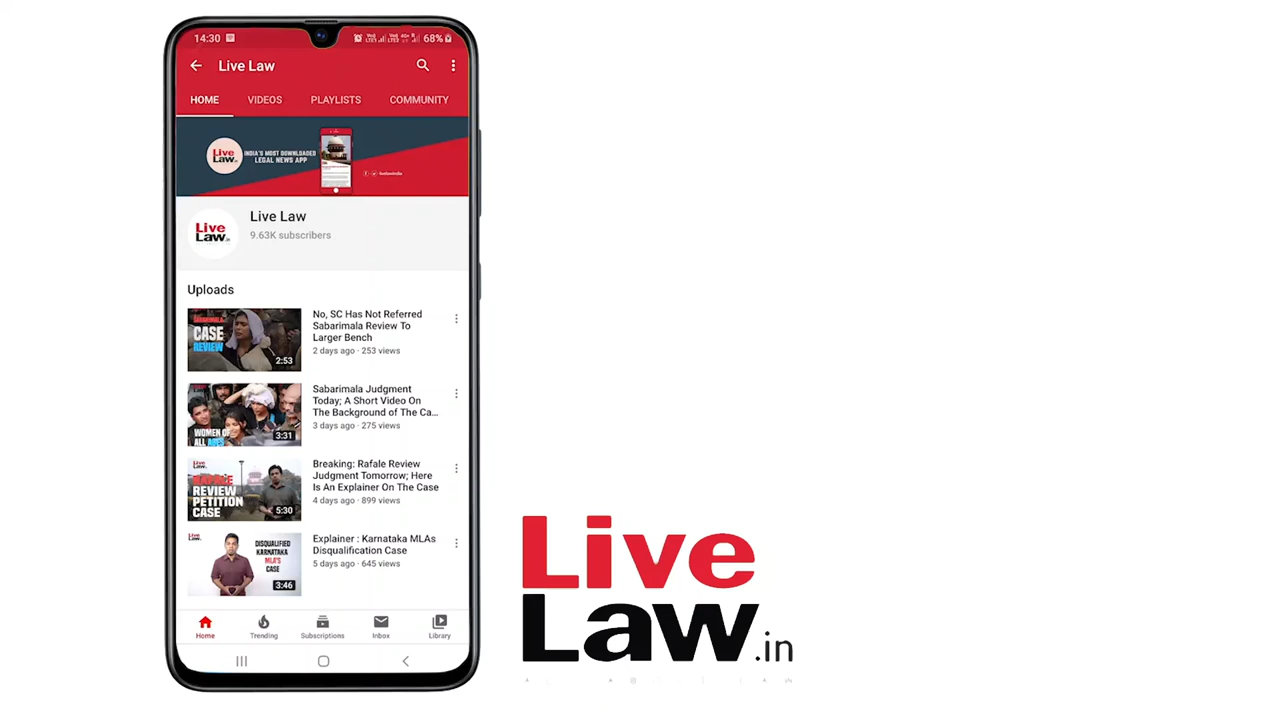 14:30
68%
Live Law
HOME VIDEOS PLAYLISTS COMMUNITY
Live
Law.in
INDIA'S MOST DOWNLOADED
LEGAL NEWS APP
Live
Law.in
Live Law
9.63K subscribers
Uploads
CASE
REVIEW
2:53
No, SC Has Not Referred
Sabarimala Review To
Larger Bench
2 days ago · 253 views
WOMEN OF
ALL AGES
3:31
Sabarimala Judgment
Today; A Short Video On
The Background of The Ca...
3 days ago · 275 views
Live
Law.
RAFALE
REVIEW
PETITION
CASE
5:30
Breaking: Rafale Review
Judgment Tomorrow; Here
Is An Explainer On The Case
4 days ago · 899 views
Live
Law.
DISQUALIFIED
KARNATAKA
MLA'S
CASE
3:46
Explainer : Karnataka MLAs
Disqualification Case
5 days ago · 645 views
Home Trending Subscriptions Inbox Library
Live
Law.in